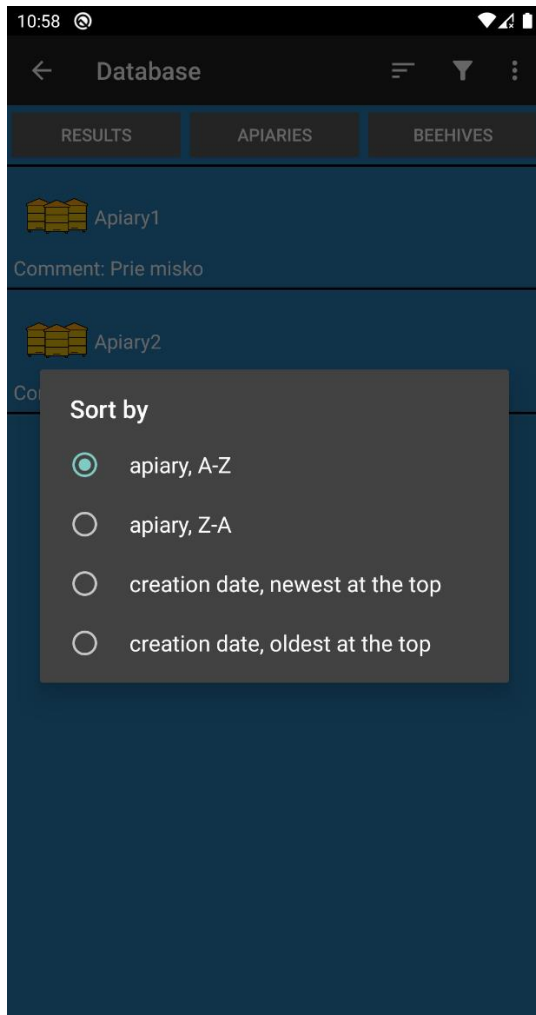 10:58
Database
RESULTS APIARIES BEEHIVES
Apiary1
Comment: Prie misko
Apiary2
Sort by
apiary, A-Z
apiary, Z-A
creation date, newest at the top
creation date, oldest at the top